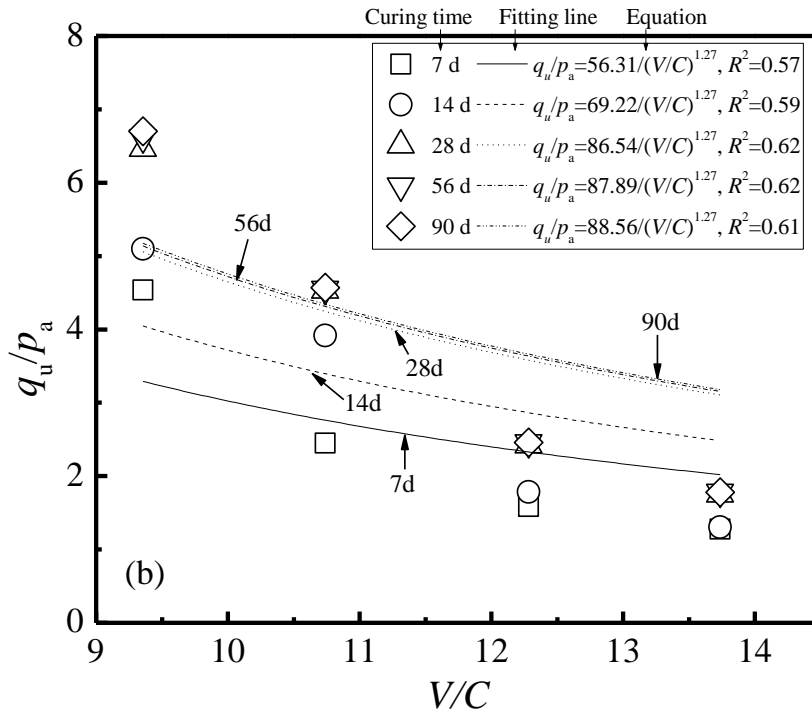 Curing time Fitting line Equation
7 d q_u/p_a=56.31/(V/C)^1.27, R^2=0.57
14 d q_u/p_a=69.22/(V/C)^1.27, R^2=0.59
28 d q_u/p_a=86.54/(V/C)^1.27, R^2=0.62
56 d q_u/p_a=87.89/(V/C)^1.27, R^2=0.62
90 d q_u/p_a=88.56/(V/C)^1.27, R^2=0.61
8
6
4
2
0
q_u/p_a
56d
28d
90d
14d
7d
(b)
9 10 11 12 13 14
V/C